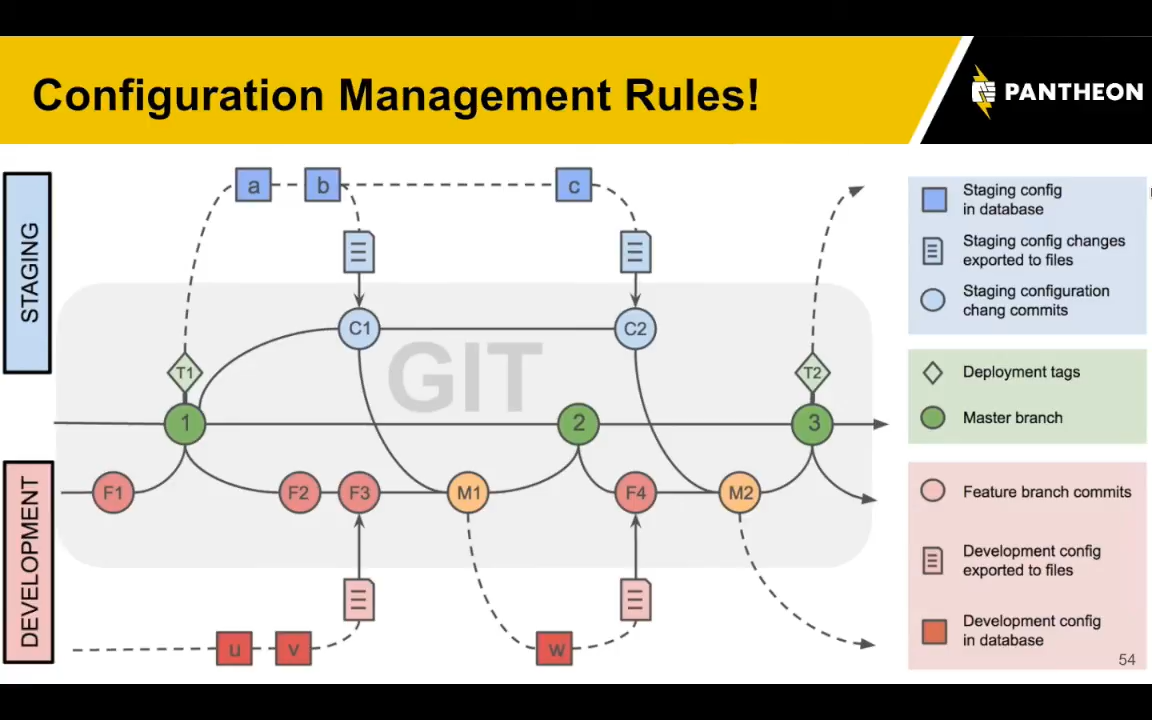 Configuration Management Rules!
PANTHEON
STAGING
a
b
c
C1
C2
GIT
T1
T2
1
2
3
DEVELOPMENT
F1
F2
F3
M1
F4
M2
u
v
w
Staging config
in database
Staging config changes
exported to files
Staging configuration
chang commits
Deployment tags
Master branch
Feature branch commits
Development config
exported to files
Development config
in database
54